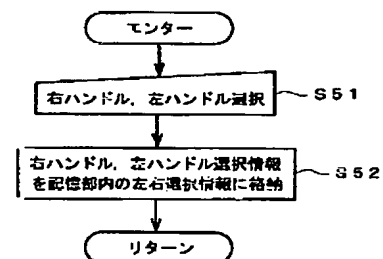 エンター
右ハンドル，左ハンドル選択
S51
右ハンドル，左ハンドル選択情報
を記憶部内の左右選択情報に格納
S52
リターン